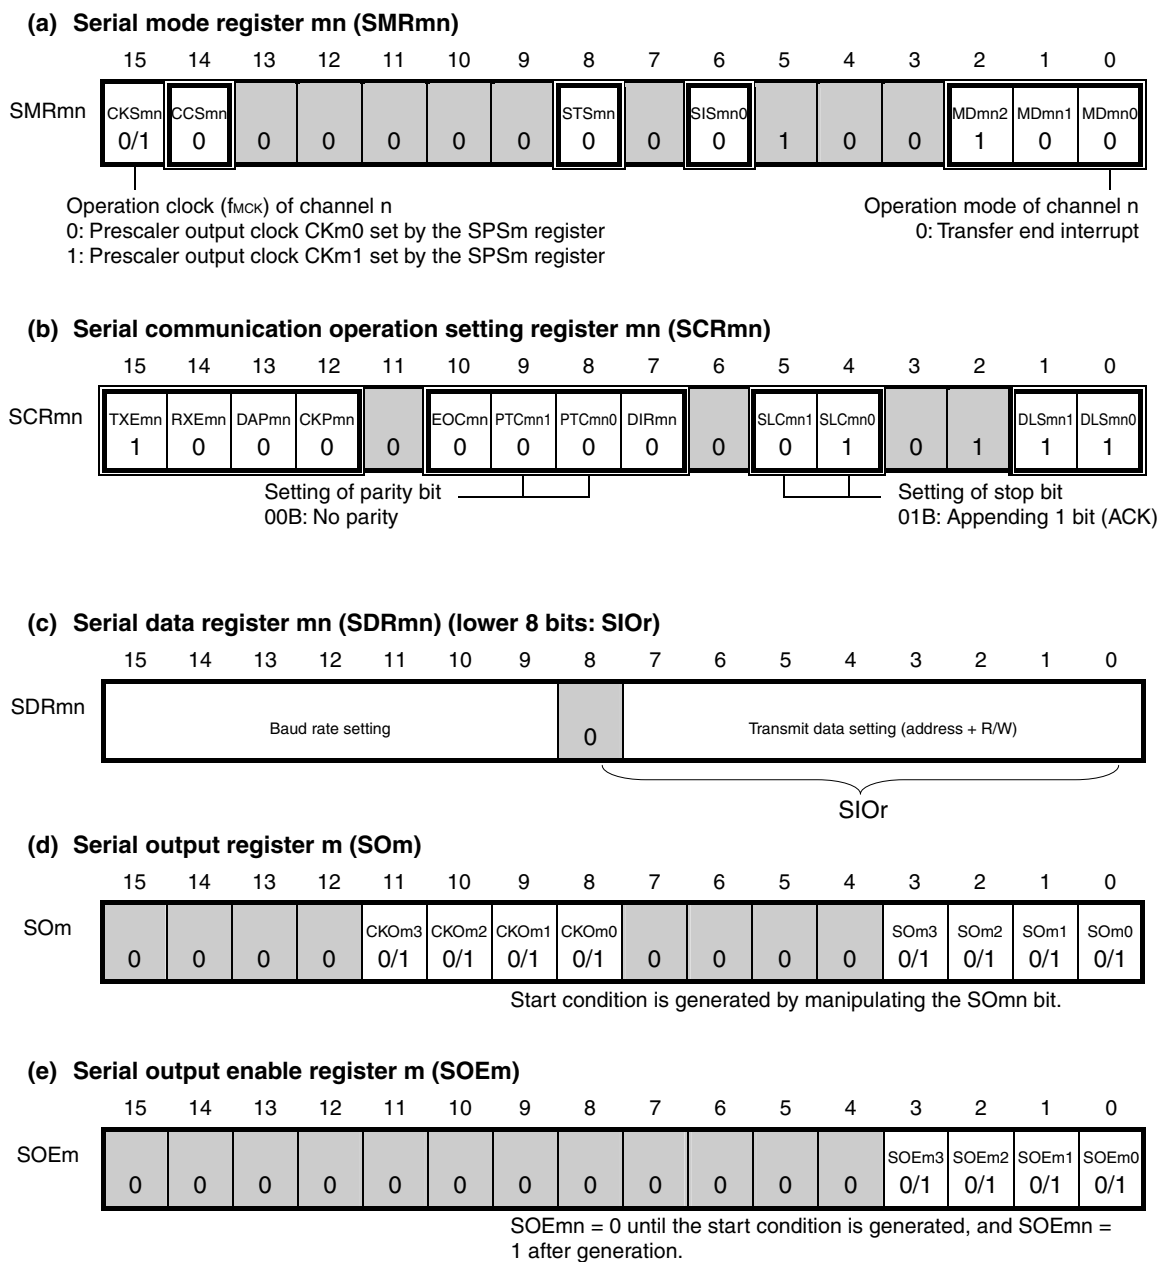 (a) Serial mode register mn (SMRmn)
15 14 13 12 11 10 9 8 7 6 5 4 3 2 1 0
SMRmn
CKSmn CCSmn STSmn SISmn0 MDmn2 MDmn1 MDmn0
0/1 0 0 0 0 0 0 0 0 0 1 0 0 1 0 0
Operation clock (fMCK) of channel n
0: Prescaler output clock CKm0 set by the SPSm register
1: Prescaler output clock CKm1 set by the SPSm register
Operation mode of channel n
0: Transfer end interrupt
(b) Serial communication operation setting register mn (SCRmn)
15 14 13 12 11 10 9 8 7 6 5 4 3 2 1 0
SCRmn
TXEmn RXEmn DAPmn CKPmn EOCmn PTCmn1 PTCmn0 DIRmn SLCmn1 SLCmn0 DLSmn1 DLSmn0
1 0 0 0 0 0 0 0 0 0 0 1 0 1 1 1
Setting of parity bit
00B: No parity
Setting of stop bit
01B: Appending 1 bit (ACK)
(c) Serial data register mn (SDRmn) (lower 8 bits: SIOr)
15 14 13 12 11 10 9 8 7 6 5 4 3 2 1 0
SDRmn
Baud rate setting 0 Transmit data setting (address + R/W)
SIOr
(d) Serial output register m (SOm)
15 14 13 12 11 10 9 8 7 6 5 4 3 2 1 0
SOm
CKOm3 CKOm2 CKOm1 CKOm0 SOm3 SOm2 SOm1 SOm0
0 0 0 0 0/1 0/1 0/1 0/1 0 0 0 0 0/1 0/1 0/1 0/1
Start condition is generated by manipulating the SOmn bit.
(e) Serial output enable register m (SOEm)
15 14 13 12 11 10 9 8 7 6 5 4 3 2 1 0
SOEm
SOEm3 SOEm2 SOEm1 SOEm0
0 0 0 0 0 0 0 0 0 0 0 0 0/1 0/1 0/1 0/1
SOEmn = 0 until the start condition is generated, and SOEmn =
1 after generation.